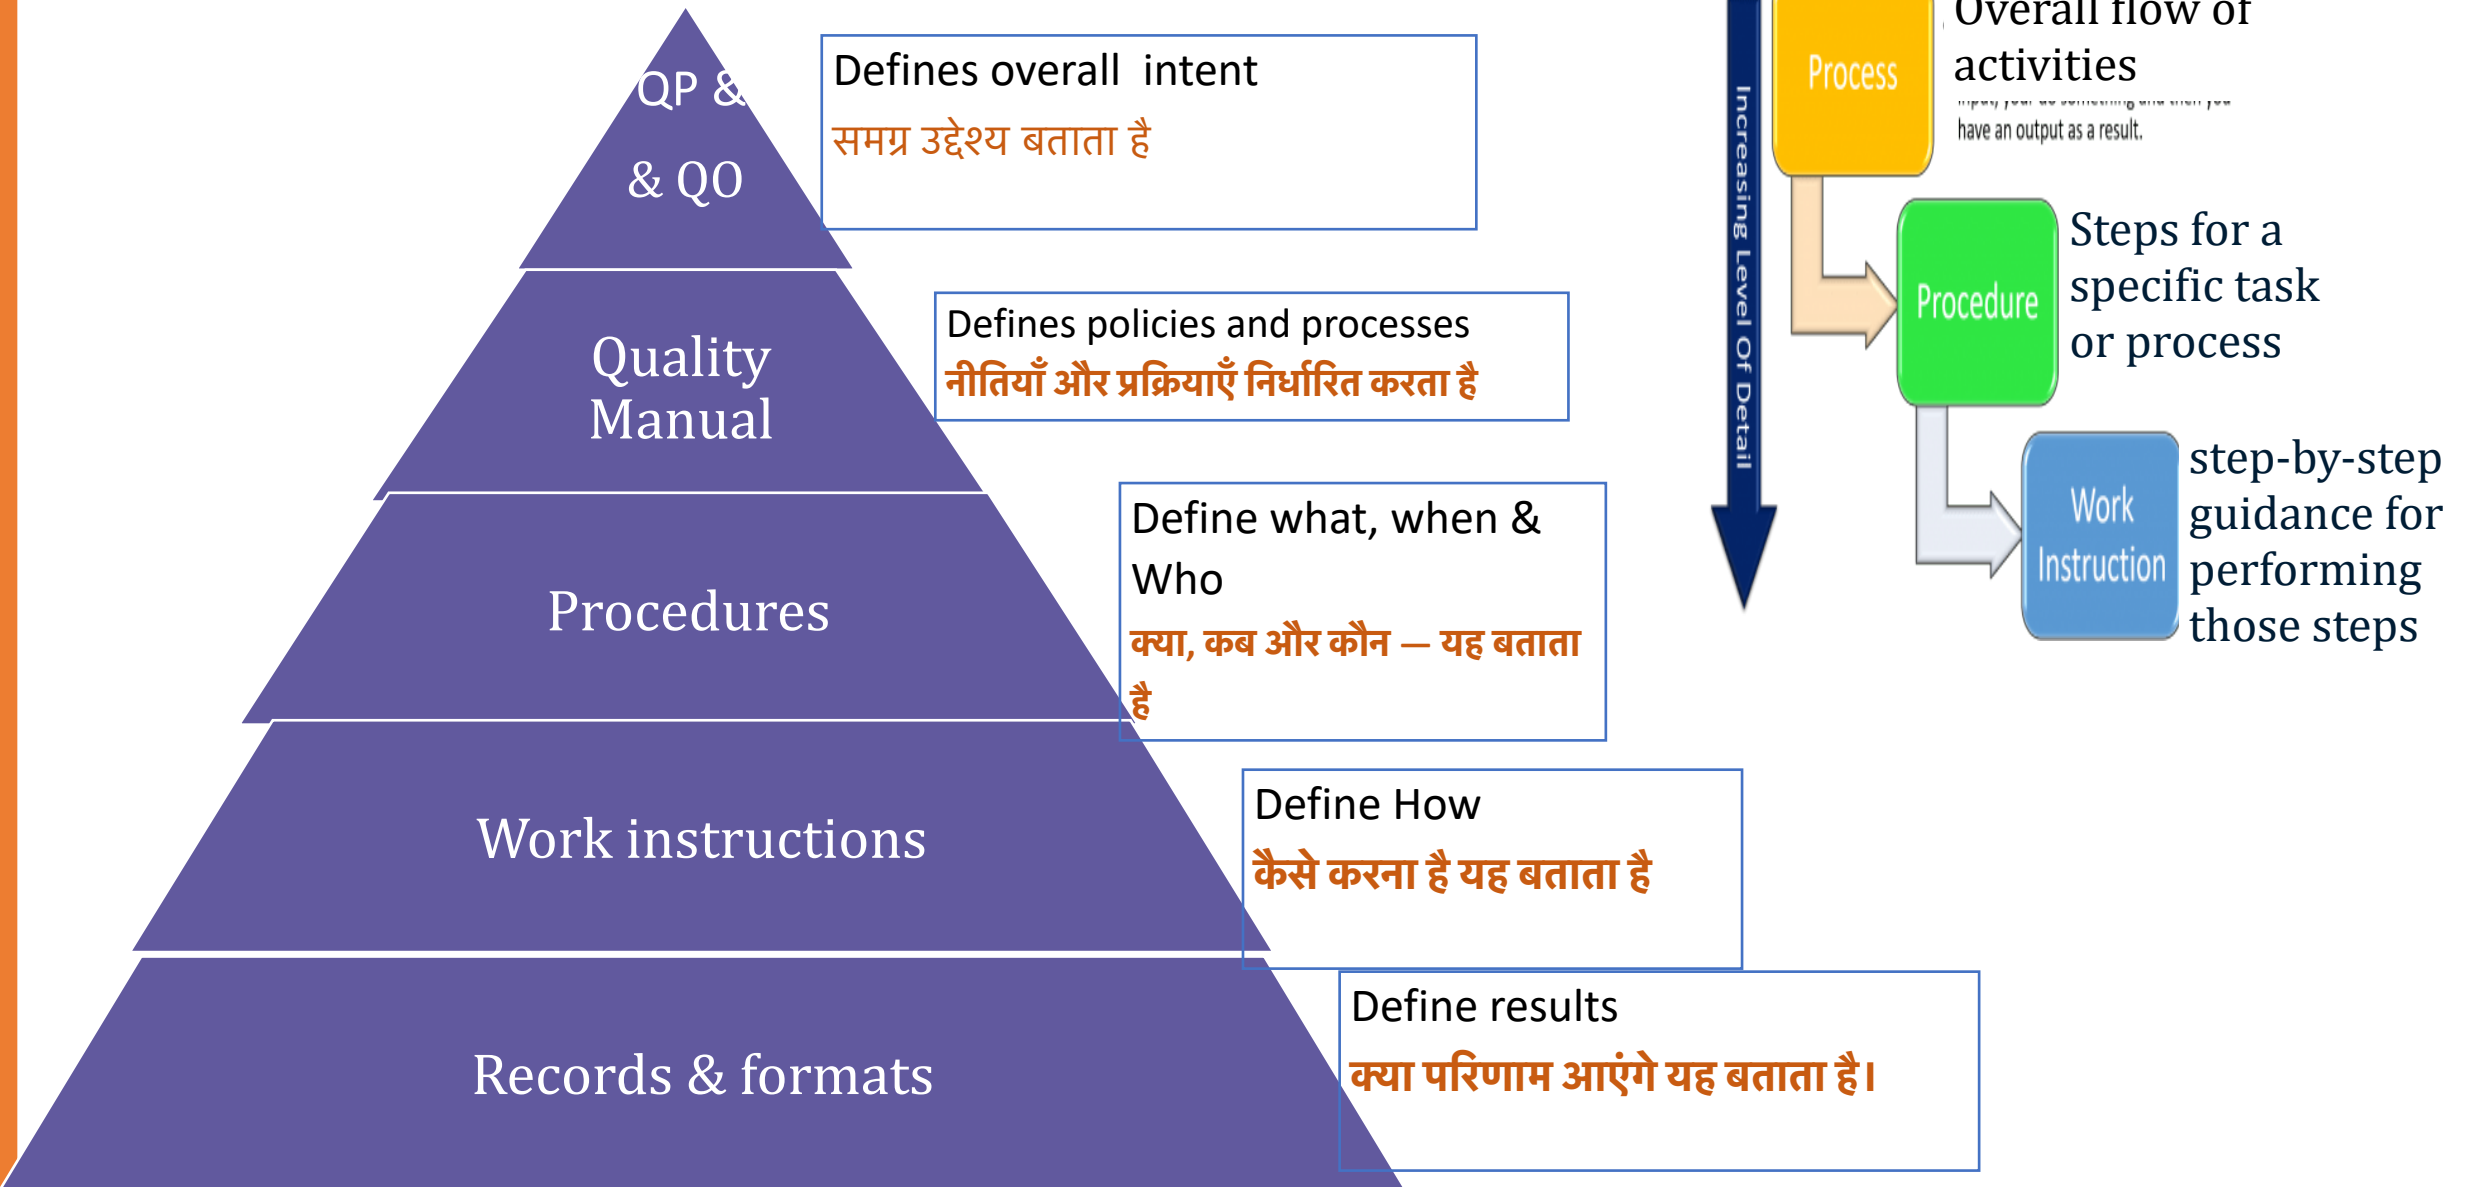 QP &
& QO
Defines overall  intent
समग्र उद्देश्य बताता है
Quality
Manual
Defines policies and processes
नीतियाँ और प्रक्रियाएँ निर्धारित करता है
Procedures
Define what, when &
Who
क्या, कब और कौन — यह बताता
है
Work instructions
Define How
कैसे करना है यह बताता है
Records & formats
Define results
क्या परिणाम आएंगे यह बताता है।
Increasing Level Of Detail
Process
Overall flow of
activities
have an output as a result.
Procedure
Steps for a
specific task
or process
Work
Instruction
step-by-step
guidance for
performing
those steps